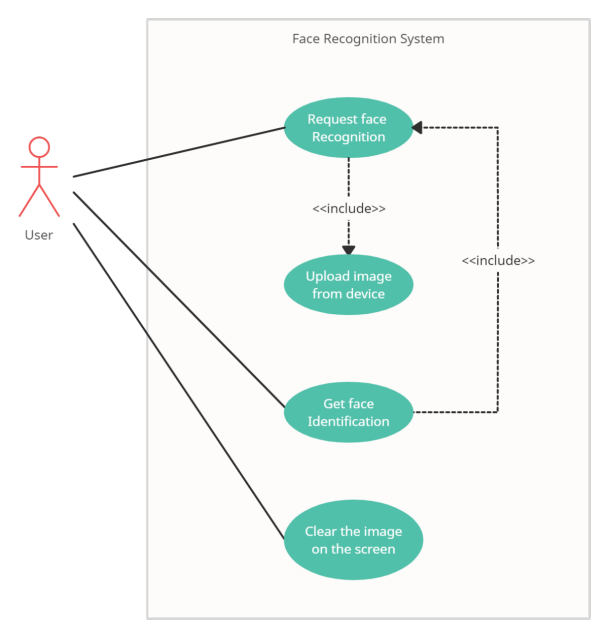 Face Recognition System
Request face
Recognition
<<include>>
User
Upload image
from device
<<include>>
Get face
Identification
Clear the image
on the screen